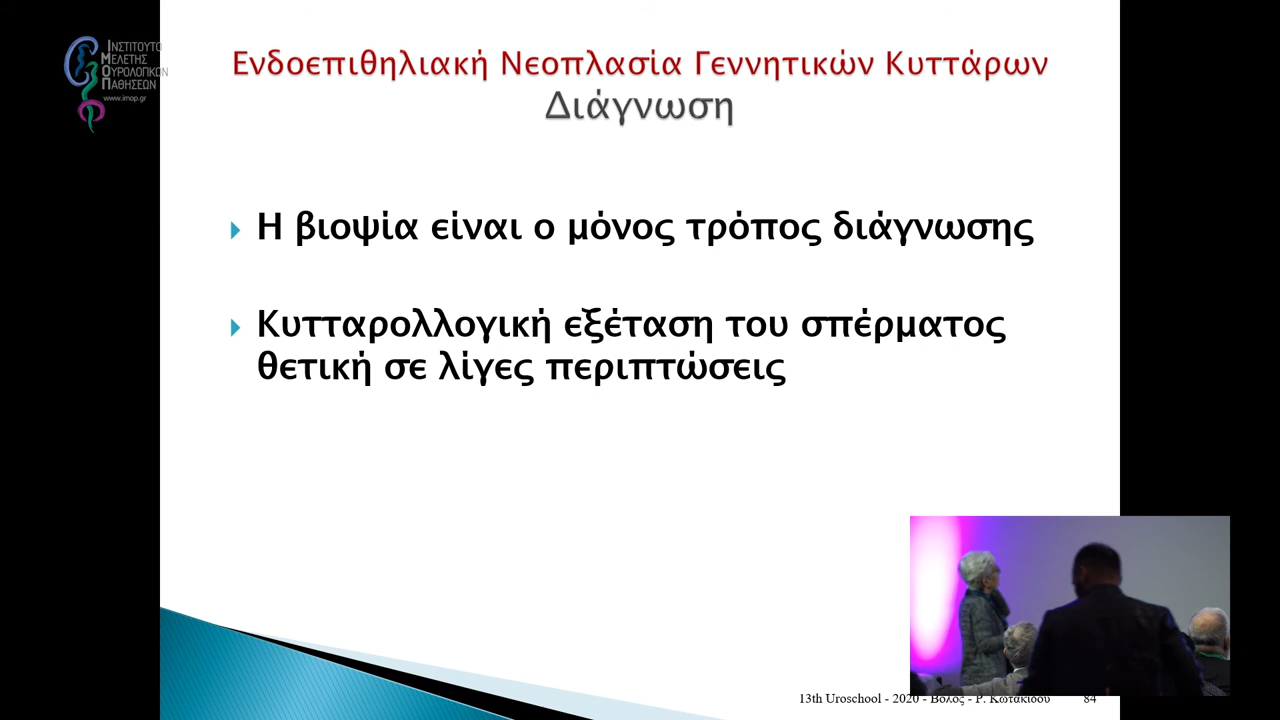 ΙΝΣΤΙΤΟΥΤΟ
ΜΕΛΕΤΗΣ
ΟΥΡΟΛΟΓΙΚΩΝ
ΠΑΘΗΣΕΩΝ
www.imop.gr
Ενδοεπιθηλιακή Νεοπλασία Γεννητικών Κυττάρων
Διάγνωση
Η βιοψία είναι ο μόνος τρόπος διάγνωσης
Κυτταρολλογική εξέταση του σπέρματος
θετική σε λίγες περιπτώσεις
13th Uroschool - 2020 - Βόλος - Ρ. Κωτακίδου 84